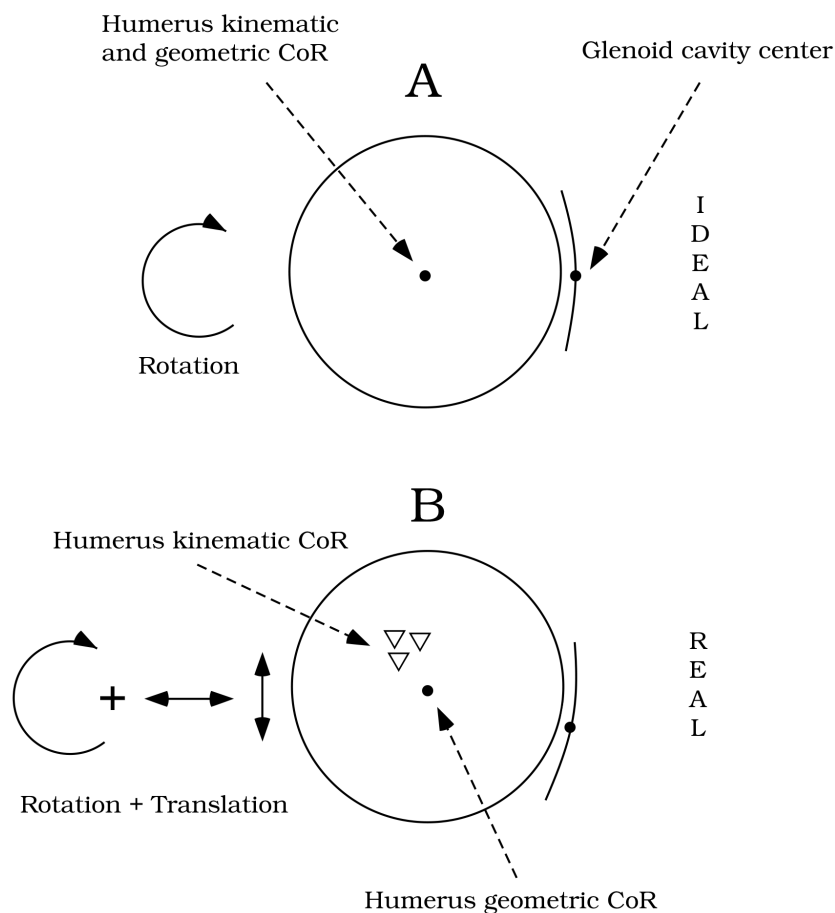 Humerus kinematic
and geometric CoR
Glenoid cavity center
A
I
D
E
A
L
Rotation
B
Humerus kinematic CoR
R
E
A
L
+
Rotation + Translation
Humerus geometric CoR